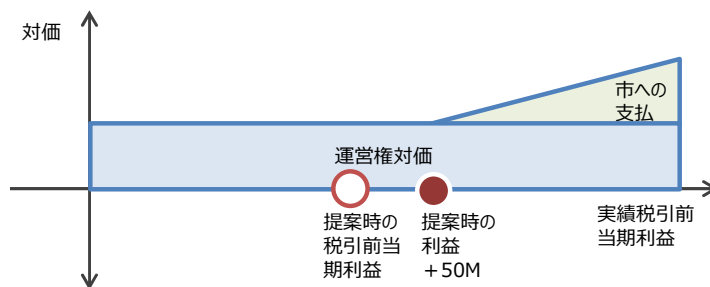 対価
市への
支払
運営権対価
提案時の
税引前当
期利益
提案時の
利益
+50M
実績税引前
当期利益